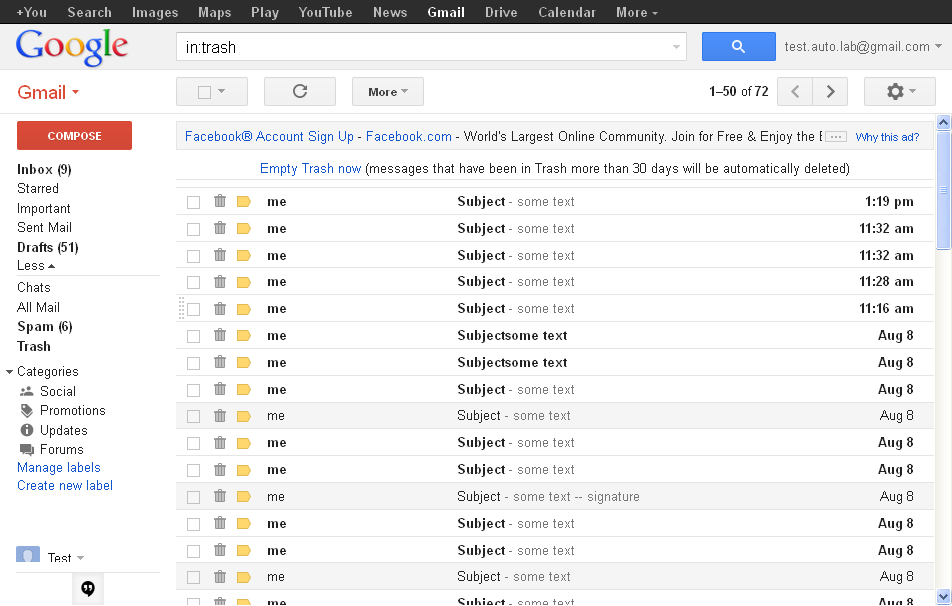 +You Search Images Maps Play YouTube News Gmail Drive Calendar More
Google
in:trash
test.auto.lab@gmail.com
Gmail
More
1–50 of 72
COMPOSE
Inbox (9)
Starred
Important
Sent Mail
Drafts (51)
Less
Chats
All Mail
Spam (6)
Trash
Categories
Social
Promotions
Updates
Forums
Manage labels
Create new label
Test
Facebook® Account Sign Up - Facebook.com - World's Largest Online Community. Join for Free & Enjoy the Why this ad?
Empty Trash now (messages that have been in Trash more than 30 days will be automatically deleted)
me Subject - some text 1:19 pm
me Subject - some text 11:32 am
me Subject - some text 11:32 am
me Subject - some text 11:28 am
me Subject - some text 11:16 am
me Subjectsome text Aug 8
me Subjectsome text Aug 8
me Subject - some text Aug 8
me Subject - some text Aug 8
me Subject - some text Aug 8
me Subject - some text Aug 8
me Subject - some text -- signature Aug 8
me Subject - some text Aug 8
me Subject - some text Aug 8
me Subject - some text Aug 8
me Subject - some text Aug 8